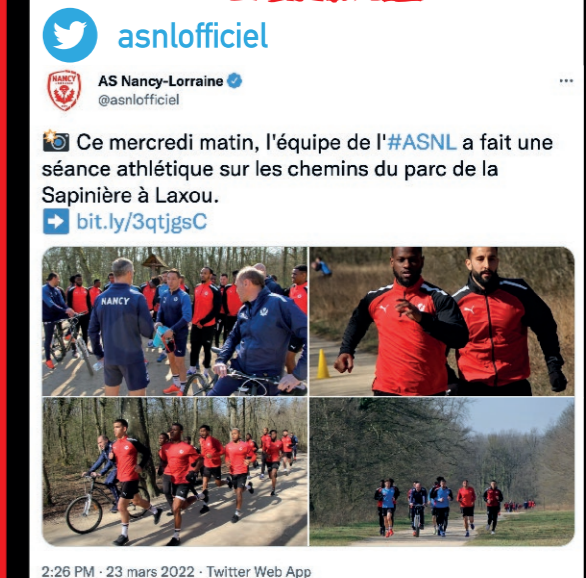 asnlofficiel
AS Nancy-Lorraine
@asnlofficiel
Ce mercredi matin, l'équipe de l'#ASNL a fait une
séance athlétique sur les chemins du parc de la
Sapinière à Laxou.
bit.ly/3qtjgsC
NANCY
NANCY
2:26 PM · 23 mars 2022 · Twitter Web App